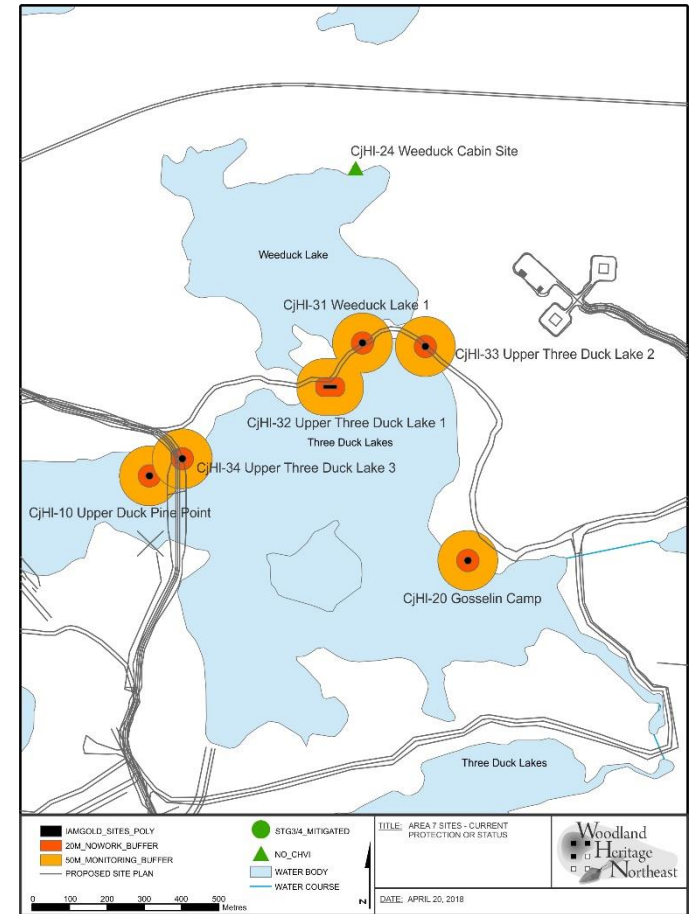 CjHI-24 Weeduck Cabin Site
Weeduck Lake
CjHI-31 Weeduck Lake 1
CjHI-33 Upper Three Duck Lake 2
CjHI-32 Upper Three Duck Lake 1
Three Duck Lakes
CjHI-34 Upper Three Duck Lake 3
CjHI-10 Upper Duck Pine Point
CjHI-20 Gosselin Camp
Three Duck Lakes
IAMGOLD_SITES_POLY
20M_NOWORK_BUFFER
50M_MONITORING_BUFFER
PROPOSED SITE PLAN
0 100 200 300 400 500
Metres
STG3/4_MITIGATED
NO_CHVI
WATER BODY
WATER COURSE
N
TITLE: AREA 7 SITES - CURRENT
PROTECTION OR STATUS
DATE: APRIL 20, 2018
Woodland
Heritage
Northeast